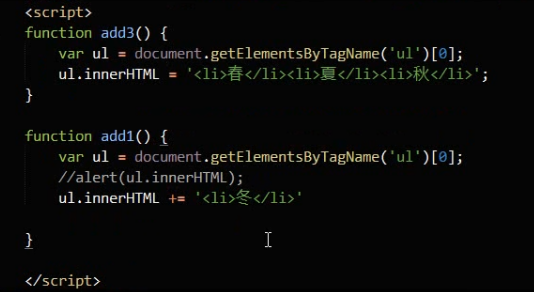 <script>
function add3() {
    var ul = document.getElementsByTagName('ul')[0];
    ul.innerHTML = '<li>春</li><li>夏</li><li>秋</li>';
}
function add1() {
    var ul = document.getElementsByTagName('ul')[0];
    //alert(ul.innerHTML);
    ul.innerHTML += '<li>冬</li>'
}
</script>